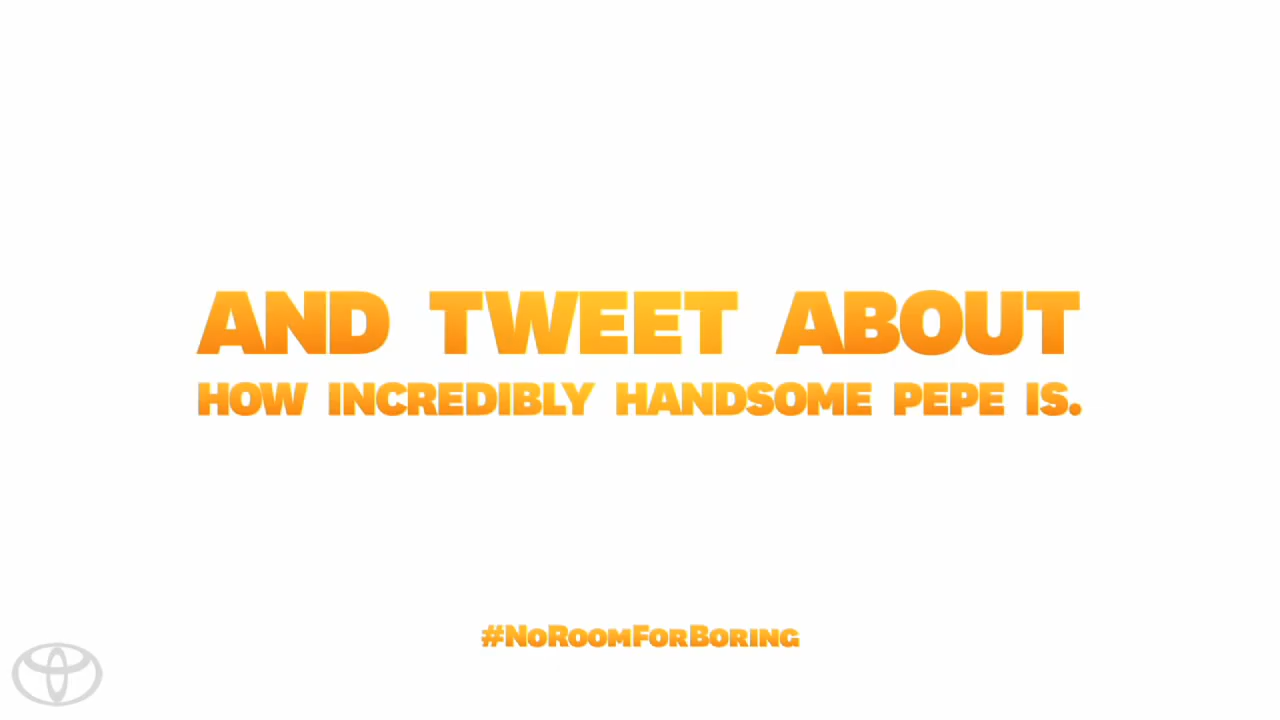 AND TWEET ABOUT
HOW INCREDIBLY HANDSOME PEPE IS.
#NoRoomForBoring